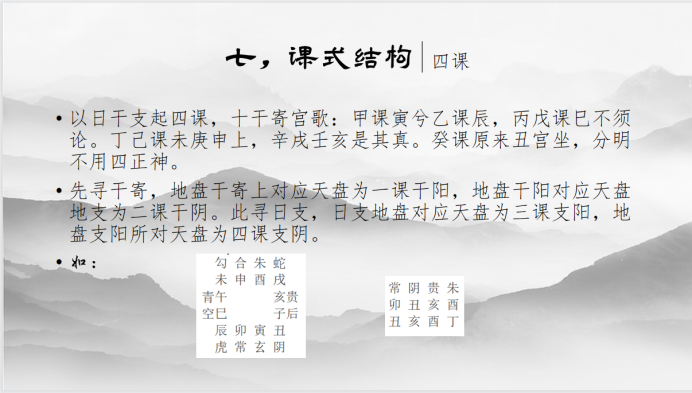 七，课式结构 四课
• 以日干支起四课，十干寄宫歌：甲课寅兮乙课辰，丙戊课巳不须
论。丁己课未庚申上，辛戌壬亥是其真。癸课原来丑宫坐，分明
不用四正神。
• 先寻干寄，地盘干寄上对应天盘为一课干阳，地盘干阳对应天盘
地支为二课干阴。此寻日支，日支地盘对应天盘为三课支阳，地
盘支阳所对天盘为四课支阴。
• 如：
勾 合 朱 蛇
未 申 酉 戌
青午 亥贵
空巳 子后
辰 卯 寅 丑
虎 常 玄 阴
常 阴 贵 朱
卯 丑 亥 酉
丑 亥 酉 丁